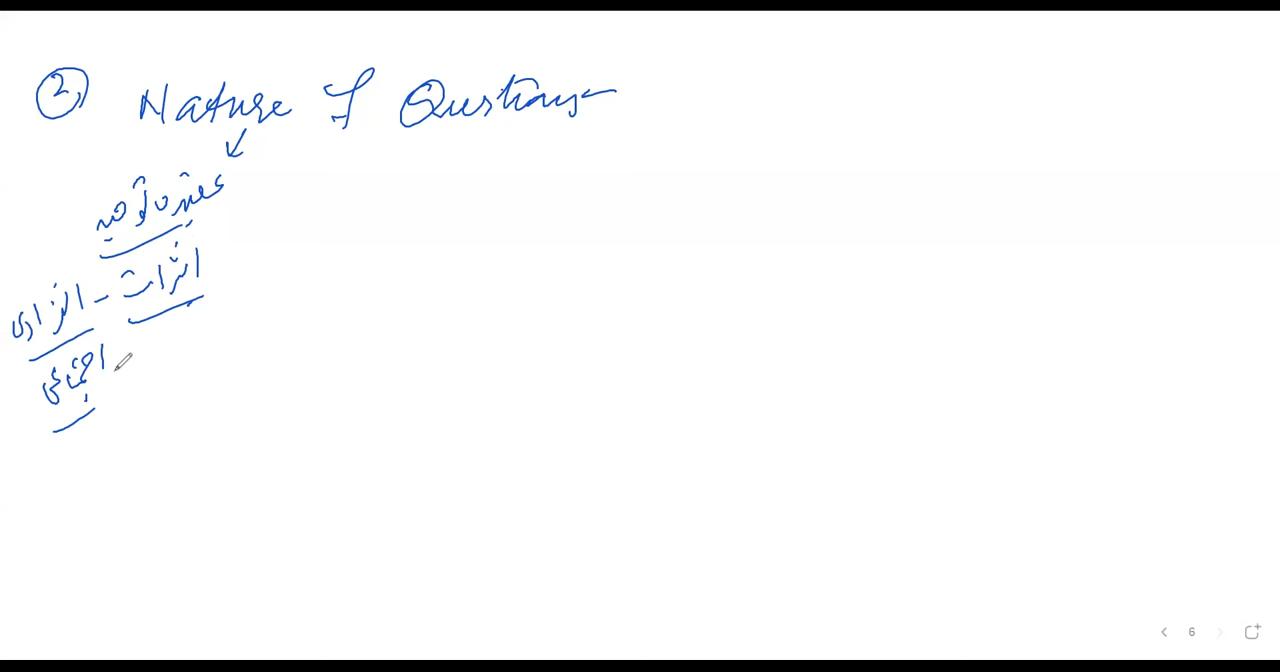 2) Nature of Questions
عقیدہ توحید
اثرات - انفرادی
اجتماعی
6